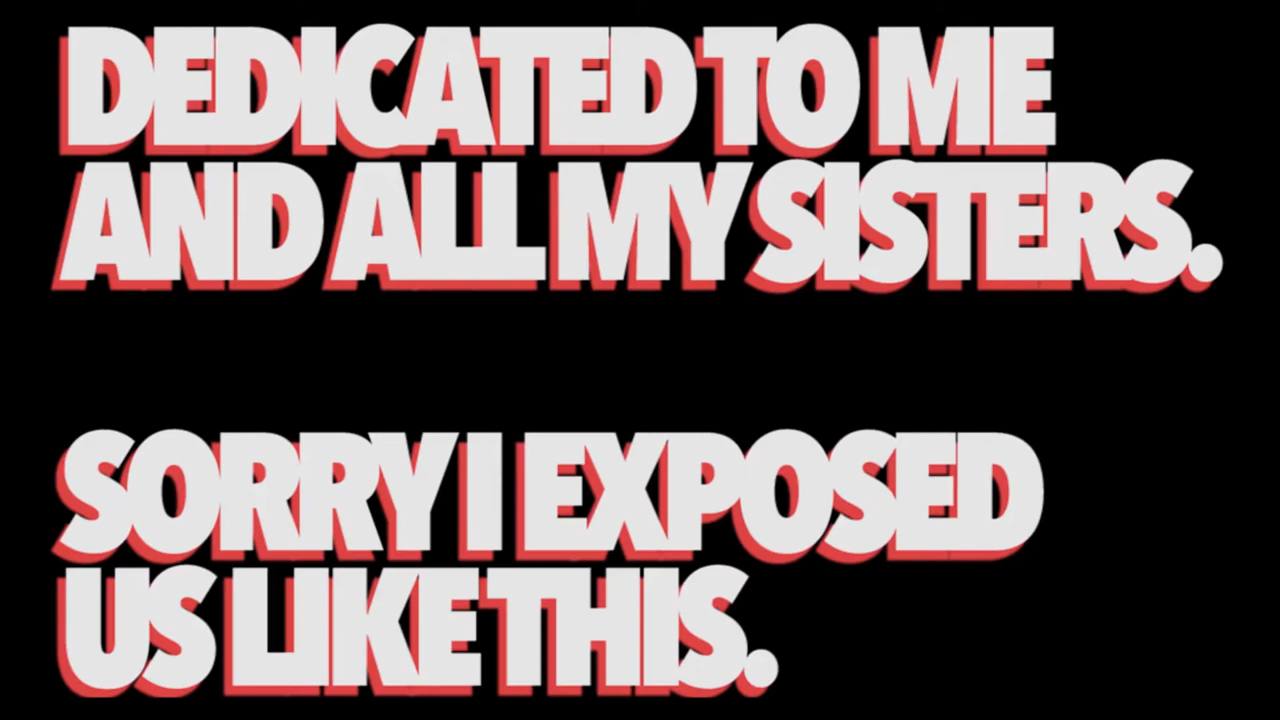 DEDICATED TO ME
AND ALL MY SISTERS.
SORRY I EXPOSED
US LIKE THIS.